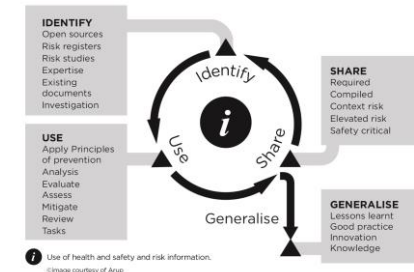 IDENTIFY
Open sources
Risk registers
Risk studies
Expertise
Existing
documents
Investigation
USE
Apply Principles
of prevention
Analysis
Evaluate
Assess
Mitigate
Review
Tasks
Identify
Use
Share
i
Generalise
SHARE
Required
Compiled
Context risk
Elevated risk
Safety critical
GENERALISE
Lessons learnt
Good practice
Innovation
Knowledge
i Use of health and safety and risk information.
©Image courtesy of Arup